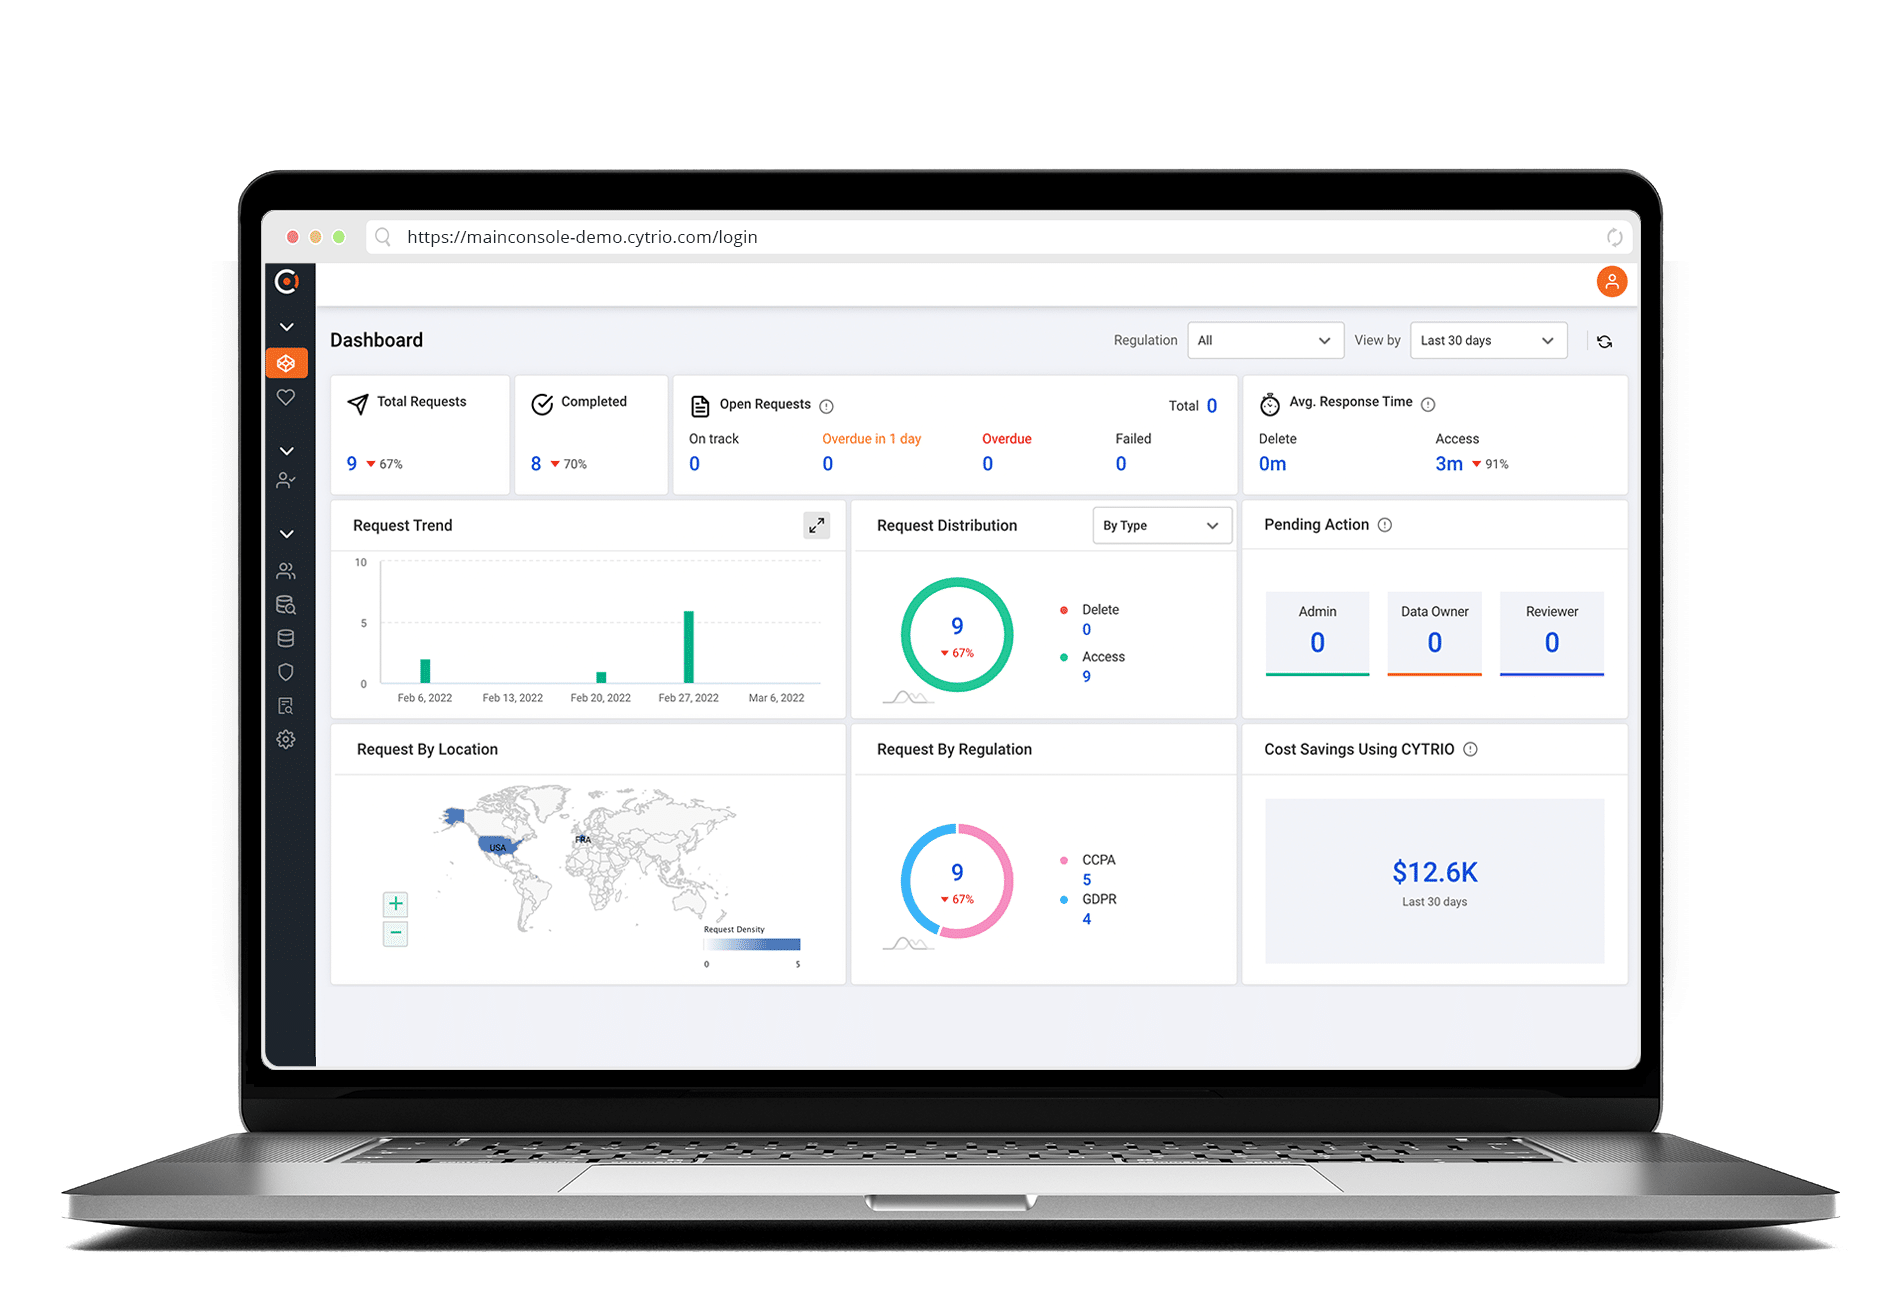 https://mainconsole-demo.cytrio.com/login
Dashboard
Regulation All View by Last 30 days
Total Requests
9 67%
Completed
8 70%
Open Requests Total 0
On track Overdue in 1 day Overdue Failed
0 0 0 0
Avg. Response Time
Delete Access
0m 3m 91%
Request Trend
10
5
0
Feb 6, 2022 Feb 13, 2022 Feb 20, 2022 Feb 27, 2022 Mar 6, 2022
Request Distribution By Type
9
67%
Delete
0
Access
9
Pending Action
Admin Data Owner Reviewer
0 0 0
Request By Location
USA
FRA
+
−
Request Density
0 5
Request By Regulation
9
67%
CCPA
5
GDPR
4
Cost Savings Using CYTRIO
$12.6K
Last 30 days